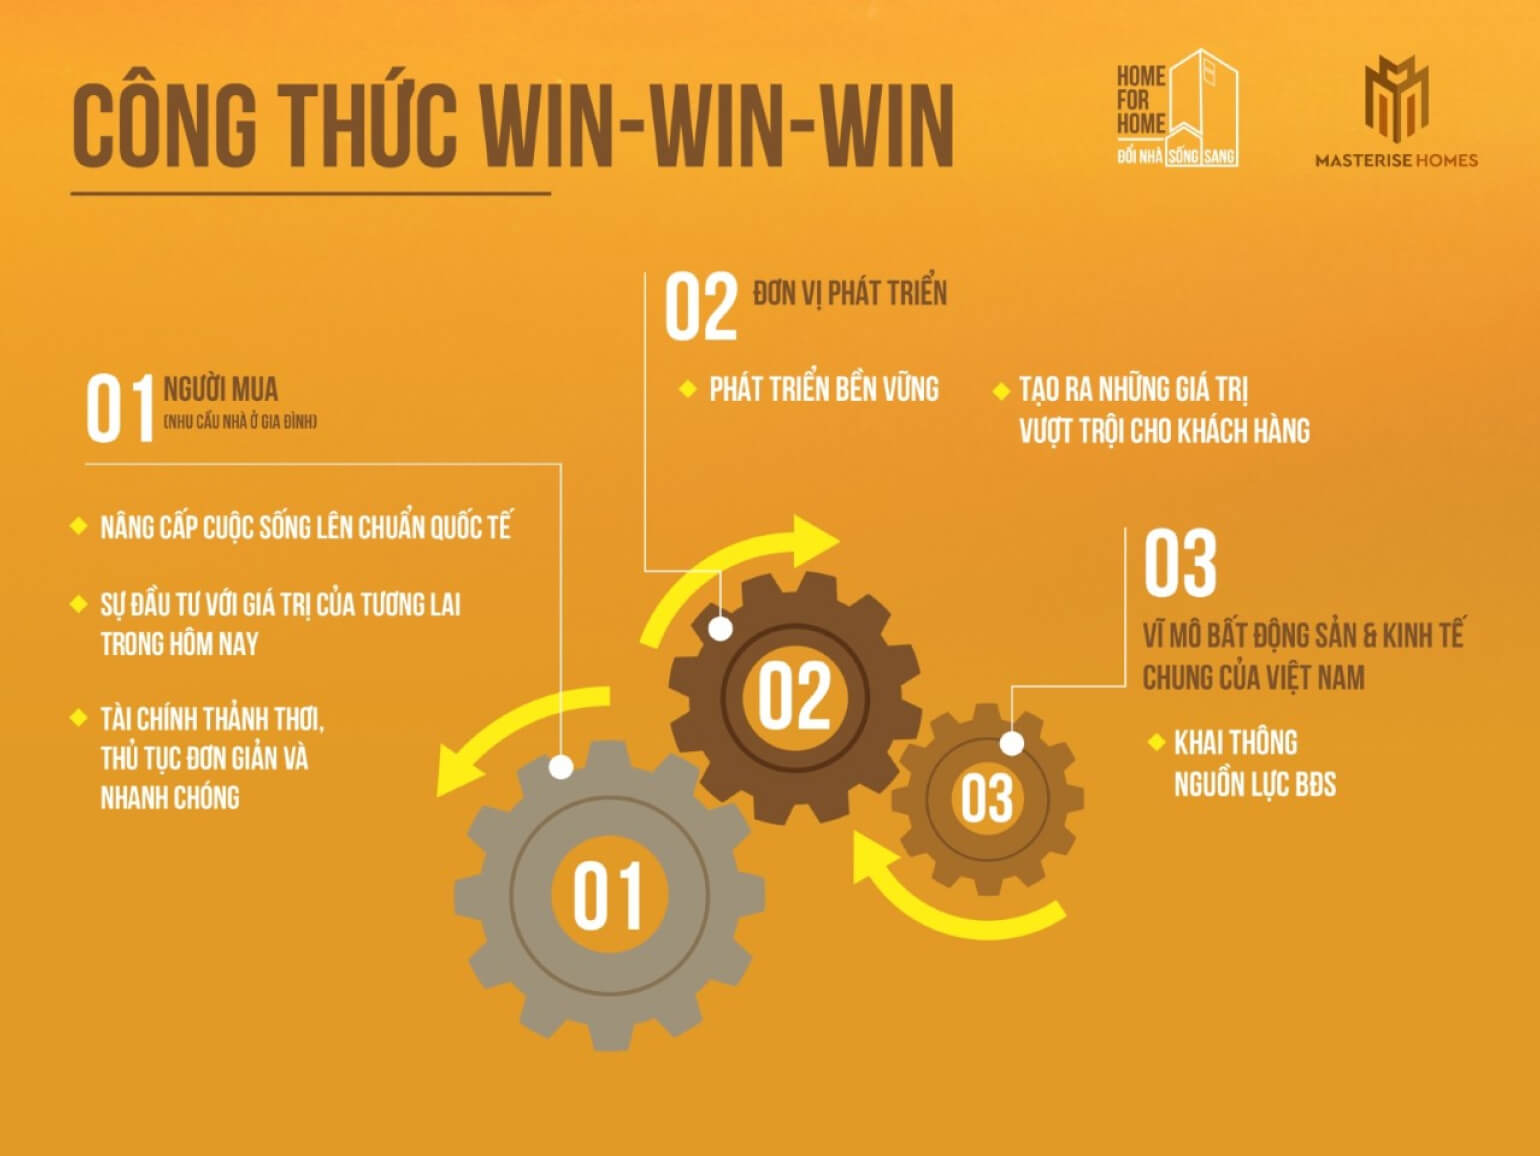 CÔNG THỨC WIN-WIN-WIN
HOME
FOR
HOME
ĐỔI NHÀ SỐNG SANG
MASTERISE HOMES
01 NGƯỜI MUA
(NHU CẦU NHÀ Ở GIA ĐÌNH)
NÂNG CẤP CUỘC SỐNG LÊN CHUẨN QUỐC TẾ
SỰ ĐẦU TƯ VỚI GIÁ TRỊ CỦA TƯƠNG LAI
TRONG HÔM NAY
TÀI CHÍNH THẢNH THƠI,
THỦ TỤC ĐƠN GIẢN VÀ
NHANH CHÓNG
02 ĐƠN VỊ PHÁT TRIỂN
PHÁT TRIỂN BỀN VỮNG
TẠO RA NHỮNG GIÁ TRỊ
VƯỢT TRỘI CHO KHÁCH HÀNG
03
VĨ MÔ BẤT ĐỘNG SẢN & KINH TẾ
CHUNG CỦA VIỆT NAM
KHAI THÔNG
NGUỒN LỰC BĐS
01
02
03